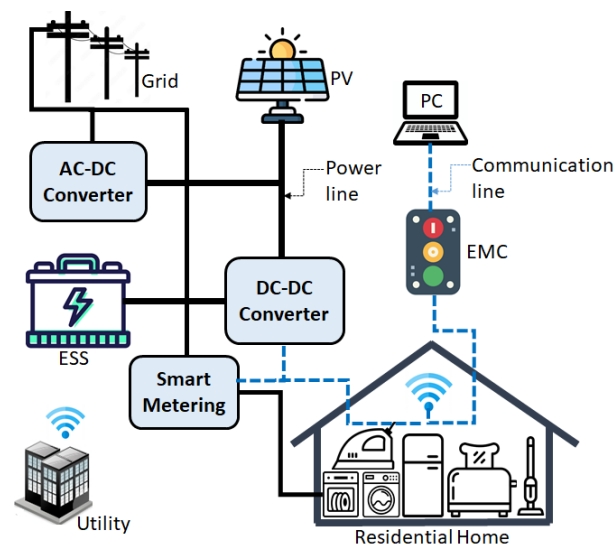 Grid
PV
PC
AC-DC
Converter
Power
line
Communication
line
EMC
DC-DC
Converter
ESS
Smart
Metering
Utility
Residential Home